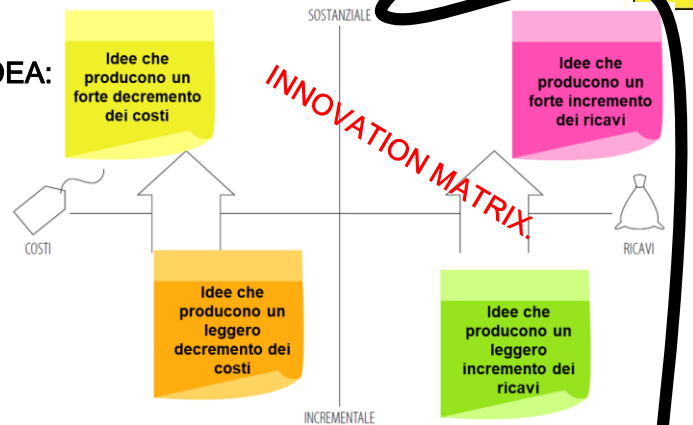 SOSTANZIALE
DEA:
Idee che
producono un
forte decremento
dei costi
INNOVATION MATRIX.
Idee che
producono un
forte incremento
dei ricavi
COSTI
RICAVI
Idee che
producono un
leggero
decremento dei
costi
Idee che
producono un
leggero
incremento dei
ricavi
INCREMENTALE